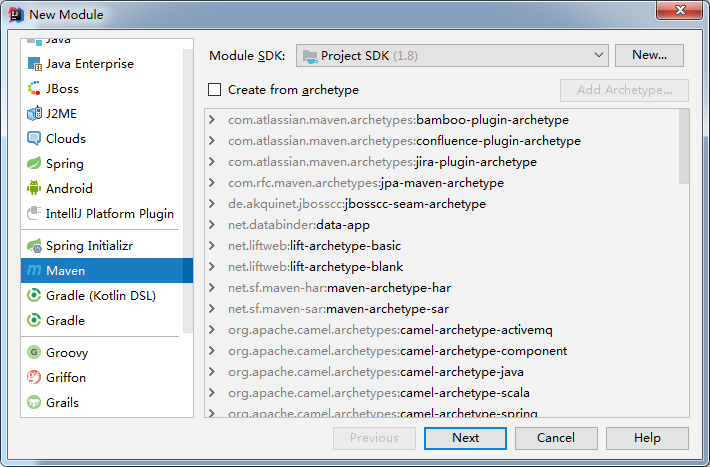 New Module
Java
Java Enterprise
JBoss
J2ME
Clouds
Spring
Android
IntelliJ Platform Plugin
Spring Initializr
Maven
Gradle (Kotlin DSL)
Gradle
Groovy
Griffon
Grails
Module SDK: Project SDK (1.8) New...
Create from archetype Add Archetype...
com.atlassian.maven.archetypes:bamboo-plugin-archetype
com.atlassian.maven.archetypes:confluence-plugin-archetype
com.atlassian.maven.archetypes:jira-plugin-archetype
com.rfc.maven.archetypes:jpa-maven-archetype
de.akquinet.jbosscc:jbosscc-seam-archetype
net.databinder:data-app
net.liftweb:lift-archetype-basic
net.liftweb:lift-archetype-blank
net.sf.maven-har:maven-archetype-har
net.sf.maven-sar:maven-archetype-sar
org.apache.camel.archetypes:camel-archetype-activemq
org.apache.camel.archetypes:camel-archetype-component
org.apache.camel.archetypes:camel-archetype-java
org.apache.camel.archetypes:camel-archetype-scala
org.apache.camel.archetypes:camel-archetype-spring
Previous Next Cancel Help